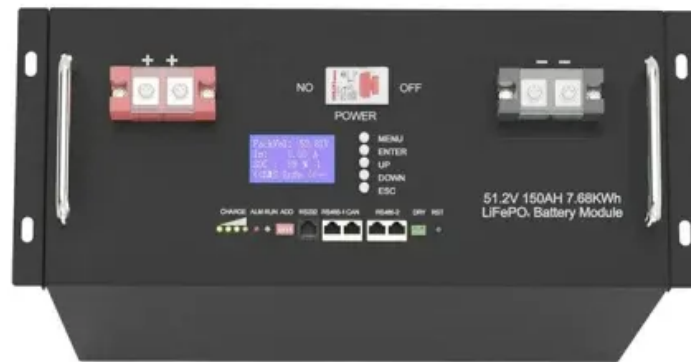 + +
NO
OFF
POWER
MENU
ENTER
UP
DOWN
ESC
CHARGE ALM RUN ADD RS232 RS485-1 CAN RS485-2 DRY RST
51.2V 150AH 7.68KWh
LiFePO₄ Battery Module
- -